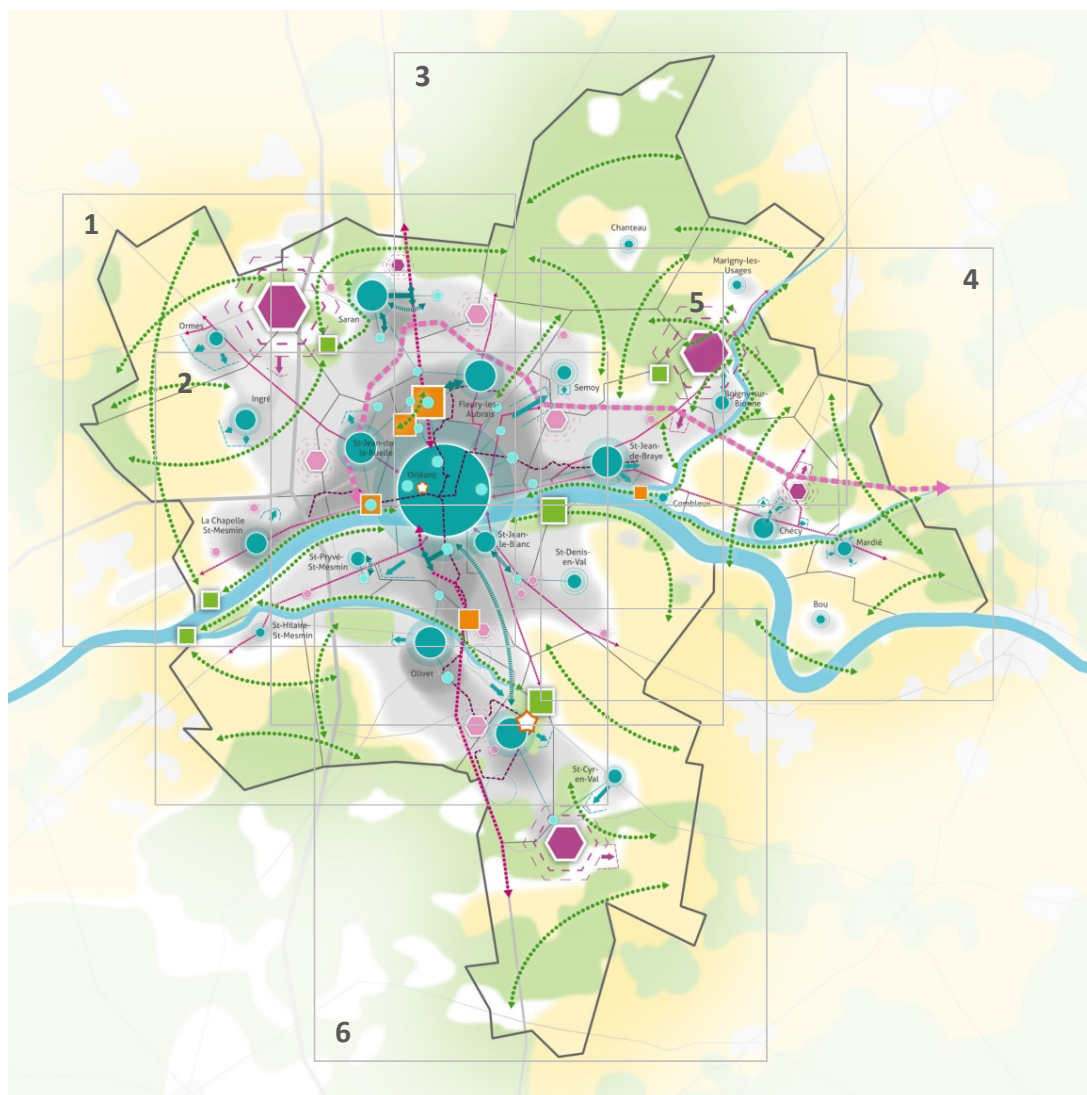 3
1
Chanteau
Marigny-les-
Usages
4
5
Ormes
Saran
2
Ingré
Fleury-les-
Aubrais
Semoy
Boigny-sur-
Bionne
St-Jean-de-
la-Ruelle
St-Jean-
de-Braye
Orléans
Combleux
La Chapelle
St-Mesmin
Chécy
St-Jean-
le-Blanc
Mardié
St-Pryvé-
St-Mesmin
St-Denis-
en-Val
Bou
St-Hilaire-
St-Mesmin
Olivet
St-Cyr-
en-Val
6